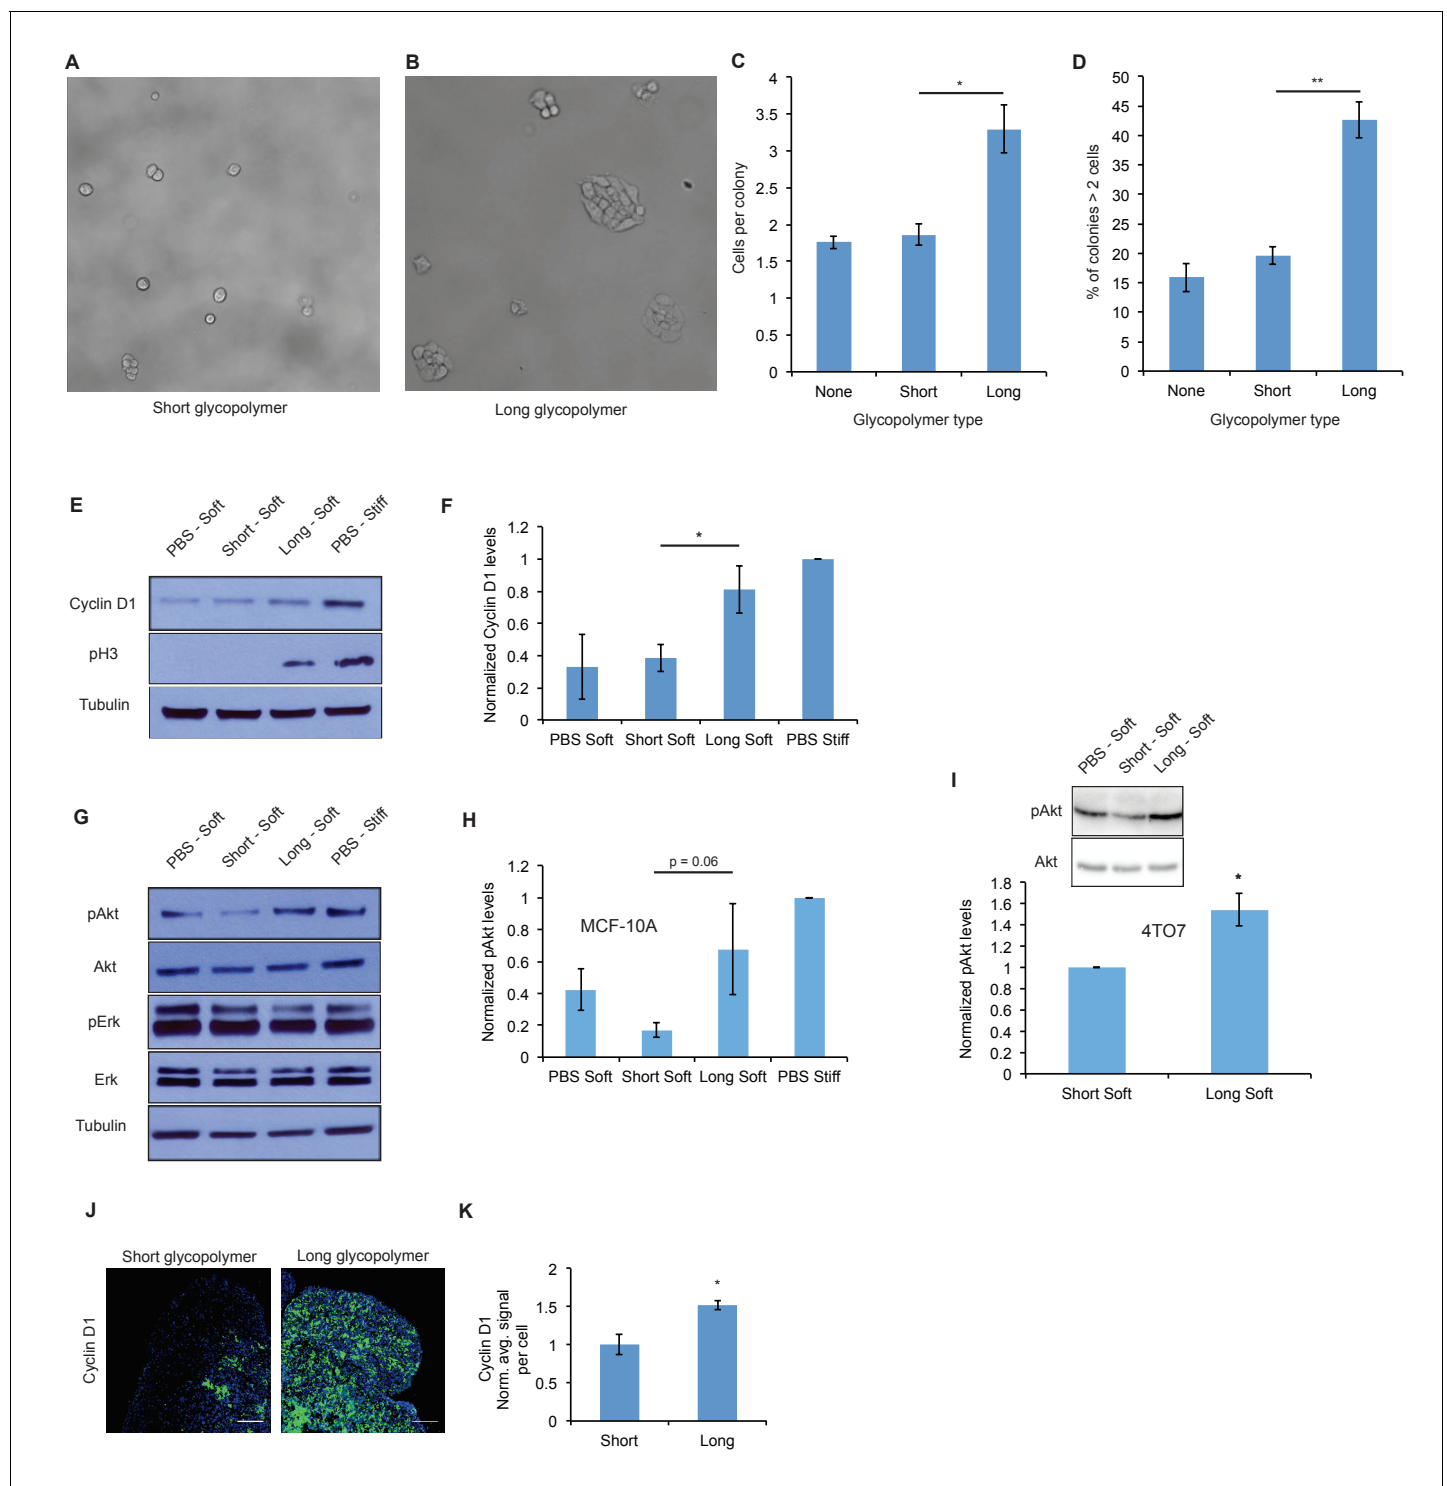 A
Short glycopolymer
B
Long glycopolymer
C
Cells per colony
4
3.5
3
2.5
2
1.5
1
0.5
0
*
None Short Long
Glycopolymer type
D
% of colonies > 2 cells
50
45
40
35
30
25
20
15
10
5
0
**
None Short Long
Glycopolymer type
E
PBS - Soft
Short - Soft
Long - Soft
PBS - Stiff
Cyclin D1
pH3
Tubulin
F
Normalized Cyclin D1 levels
1.2
1
0.8
0.6
0.4
0.2
0
*
PBS Soft Short Soft Long Soft PBS Stiff
G
PBS - Soft
Short - Soft
Long - Soft
PBS - Stiff
pAkt
Akt
pErk
Erk
Tubulin
H
Normalized pAkt levels
1.2
1
0.8
0.6
0.4
0.2
0
p = 0.06
MCF-10A
PBS Soft Short Soft Long Soft PBS Stiff
I
PBS - Soft
Short - Soft
Long - Soft
pAkt
Akt
Normalized pAkt levels
1.8
1.6
1.4
1.2
1
0.8
0.6
0.4
0.2
0
*
4TO7
Short Soft Long Soft
J
Short glycopolymer Long glycopolymer
Cyclin D1
K
Cyclin D1
Norm. avg. signal
per cell
2
1.5
1
0.5
0
*
Short Long